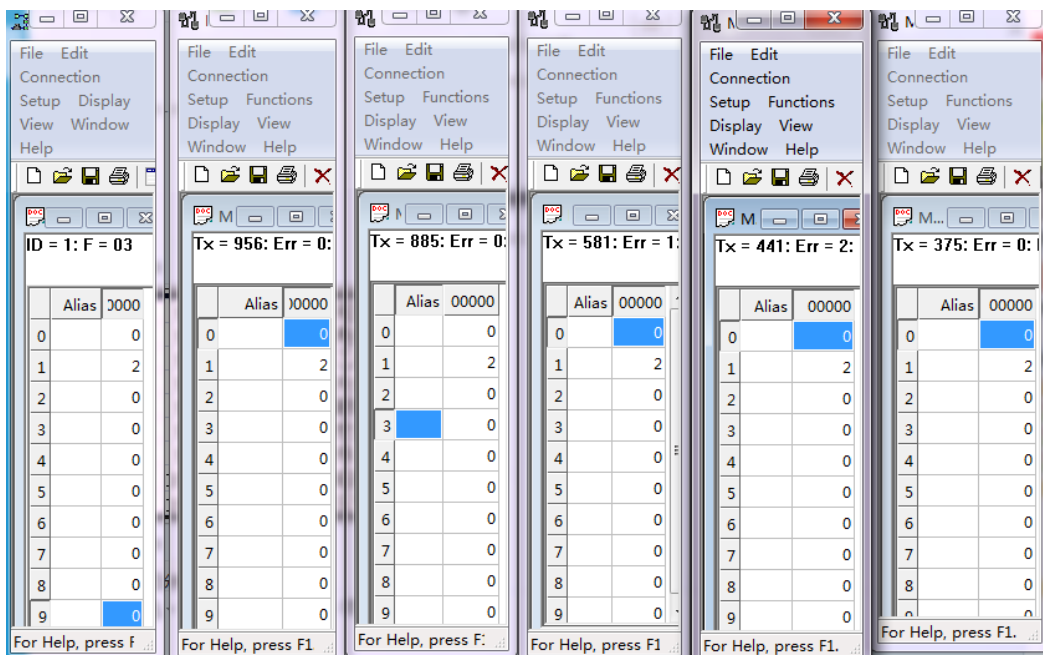 File Edit
Connection
Setup Display
View Window
Help
ID = 1: F = 03
Alias 0000
0 0
1 2
2 0
3 0
4 0
5 0
6 0
7 0
8 0
9 0
For Help, press F
File Edit
Connection
Setup Functions
Display View
Window Help
M
Tx = 956: Err = 0:
Alias 00000
0 0
1 2
2 0
3 0
4 0
5 0
6 0
7 0
8 0
9 0
For Help, press F1
File Edit
Connection
Setup Functions
Display View
Window Help
Tx = 885: Err = 0:
Alias 00000
0 0
1 2
2 0
3 0
4 0
5 0
6 0
7 0
8 0
9 0
For Help, press F:
File Edit
Connection
Setup Functions
Display View
Window Help
Tx = 581: Err = 1:
Alias 00000
0 0
1 2
2 0
3 0
4 0
5 0
6 0
7 0
8 0
9 0
For Help, press F1
File Edit
Connection
Setup Functions
Display View
Window Help
M
Tx = 441: Err = 2:
Alias 00000
0 0
1 2
2 0
3 0
4 0
5 0
6 0
7 0
8 0
9 0
For Help, press F1.
File Edit
Connection
Setup Functions
Display View
Window Help
M...
Tx = 375: Err = 0:
Alias 00000
0 0
1 2
2 0
3 0
4 0
5 0
6 0
7 0
8 0
For Help, press F1.